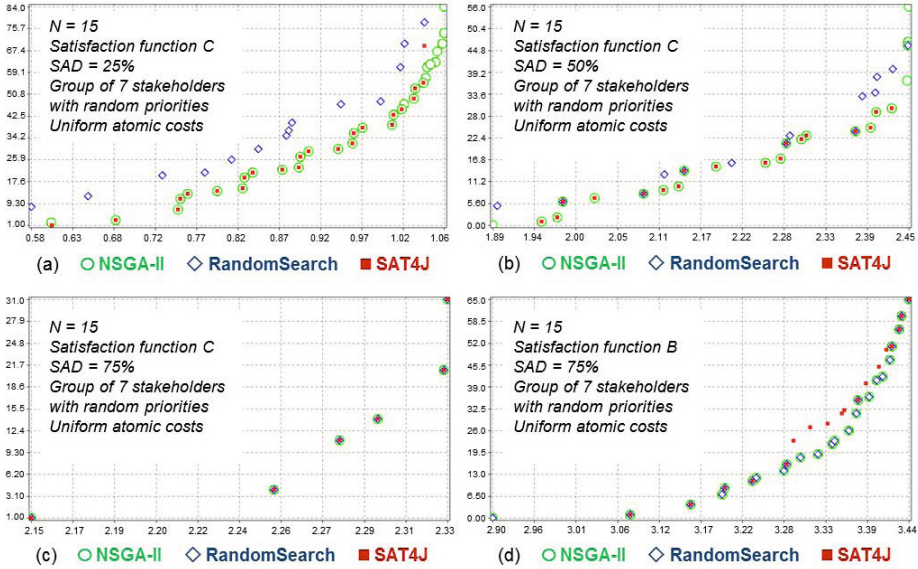 84.0
75.7
67.4
59.1
50.8
42.5
34.2
25.9
17.6
9.30
1.00
N = 15
Satisfaction function C
SAD = 25%
Group of 7 stakeholders
with random priorities
Uniform atomic costs
0.58 0.63 0.68 0.72 0.77 0.82 0.87 0.92 0.97 1.02 1.06
(a) NSGA-II RandomSearch SAT4J
56.0
50.4
44.8
39.2
33.6
28.0
22.4
16.8
11.2
5.60
0.00
N = 15
Satisfaction function C
SAD = 50%
Group of 7 stakeholders
with random priorities
Uniform atomic costs
1.89 1.94 2.00 2.05 2.11 2.17 2.22 2.28 2.33 2.39 2.45
(b) NSGA-II RandomSearch SAT4J
31.0
27.9
24.8
21.7
18.6
15.5
12.4
9.30
6.20
3.10
1.00
N = 15
Satisfaction function C
SAD = 75%
Group of 7 stakeholders
with random priorities
Uniform atomic costs
2.15 2.17 2.19 2.20 2.22 2.24 2.26 2.27 2.29 2.31 2.33
(c) NSGA-II RandomSearch SAT4J
65.0
58.5
52.0
45.5
39.0
32.5
26.0
19.5
13.0
6.50
0.00
N = 15
Satisfaction function B
SAD = 75%
Group of 7 stakeholders
with random priorities
Uniform atomic costs
2.90 2.96 3.01 3.06 3.12 3.17 3.22 3.28 3.33 3.39 3.44
(d) NSGA-II RandomSearch SAT4J